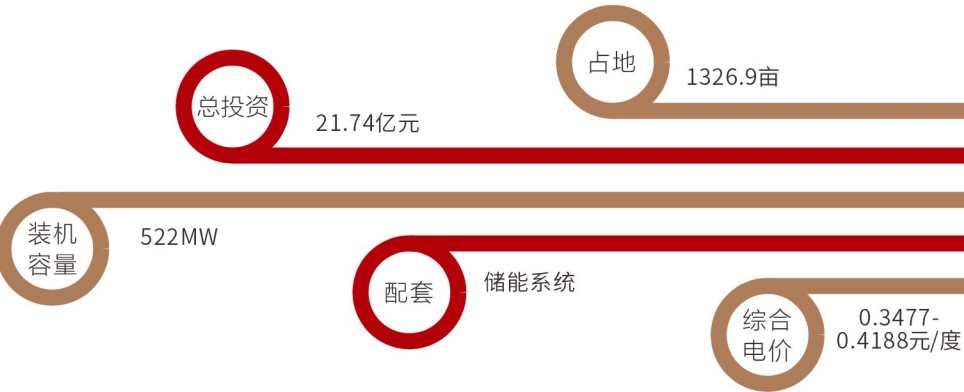 占地
1326.9亩
总投资
21.74亿元
装机
容量
522MW
配套
储能系统
综合
电价
0.3477-
0.4188元/度